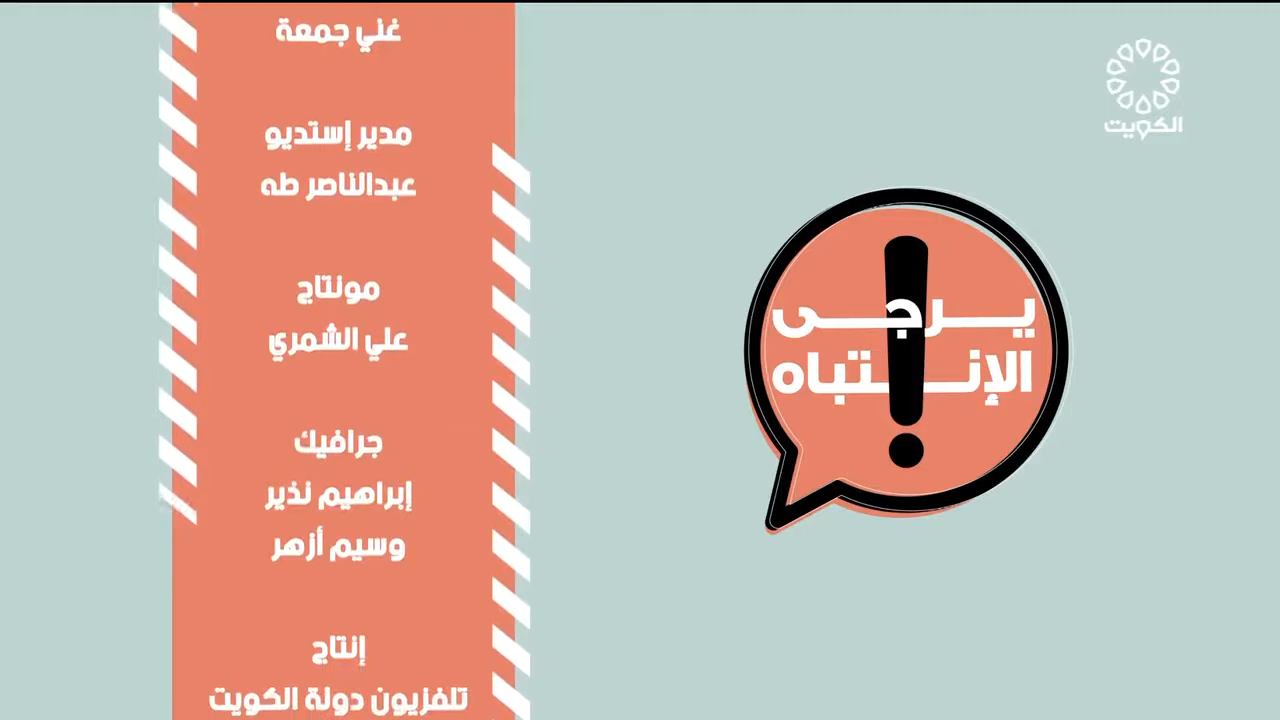 غني جمعة
مدير إستديو
عبدالناصر طه
مونتاج
علي الشمري
جرافيك
إبراهيم نذير
وسيم أزهر
إنتاج
تلفزيون دولة الكويت
الكويت
يرجى
الإنتباه